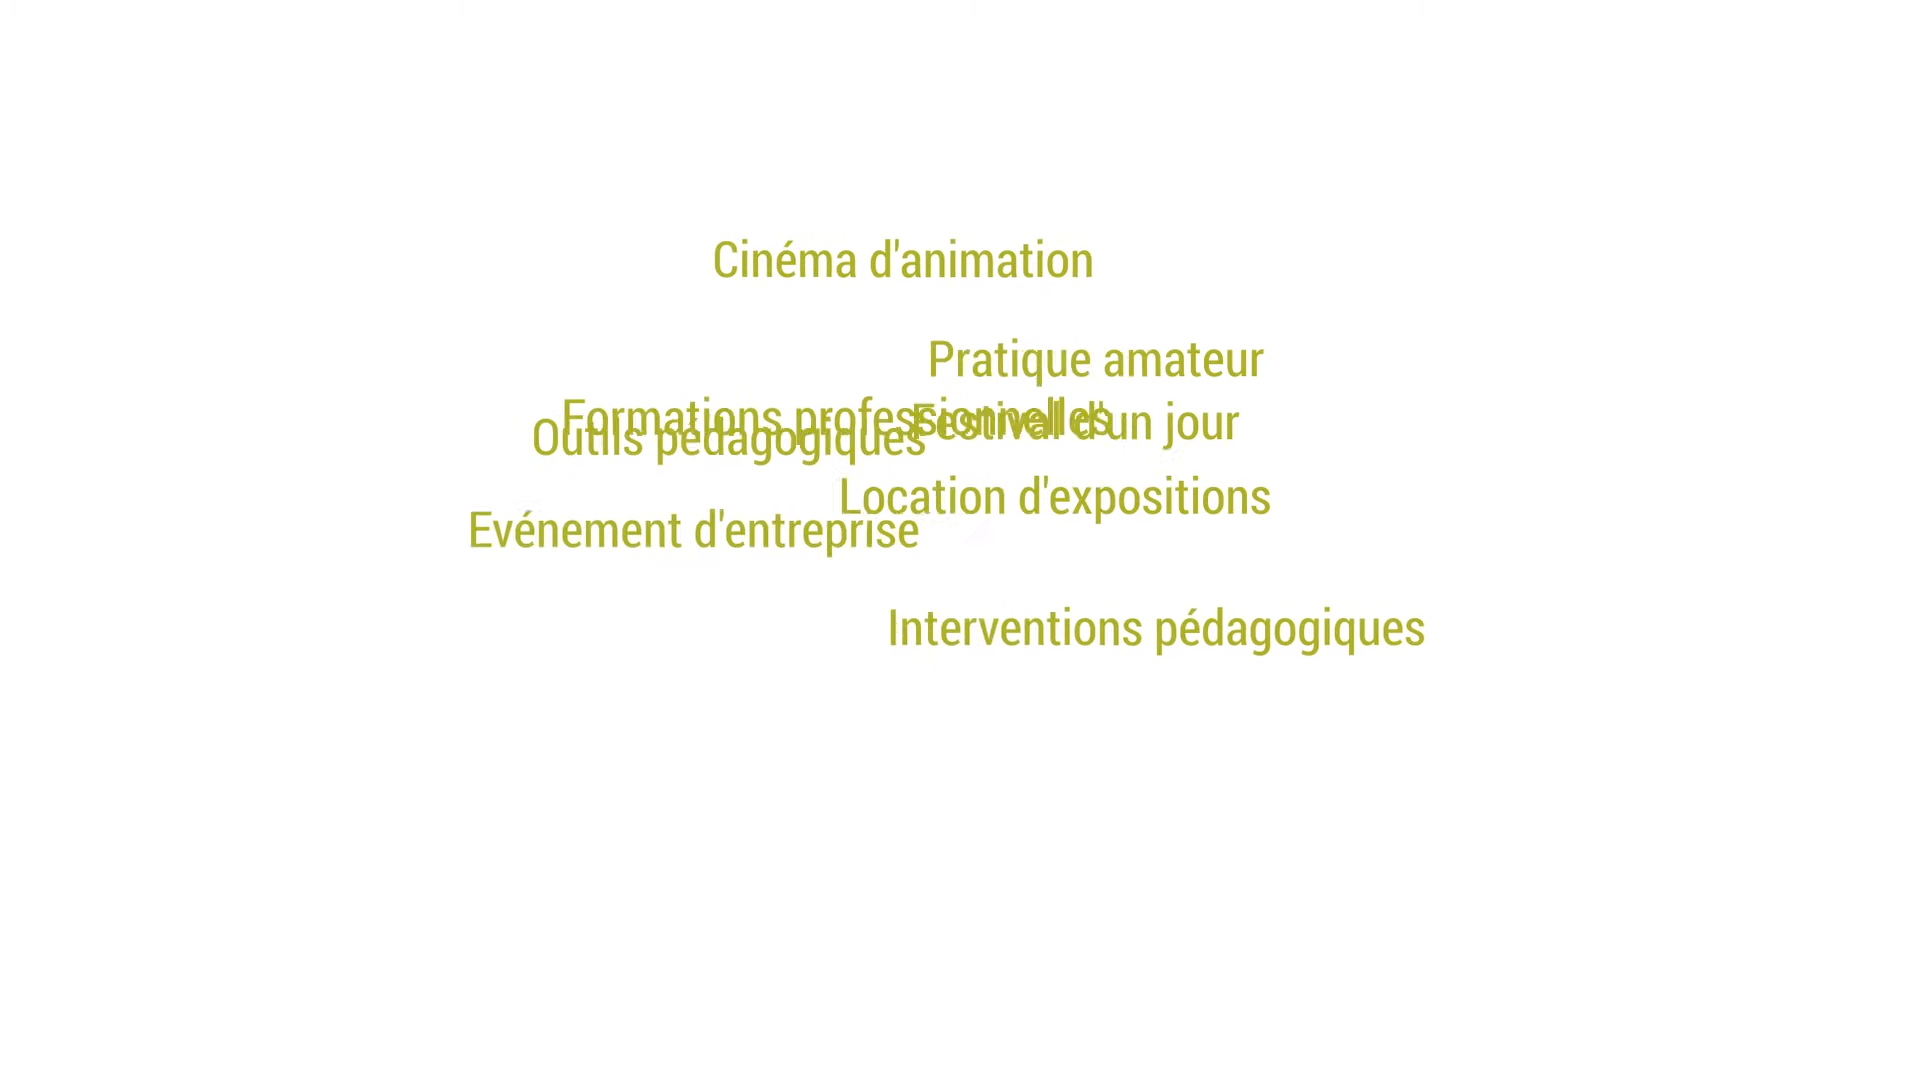 Cinéma d'animation
Pratique amateur
Formations professionnelles
Festival d'un jour
Outils pédagogiques
Location d'expositions
Evénement d'entreprise
Interventions pédagogiques